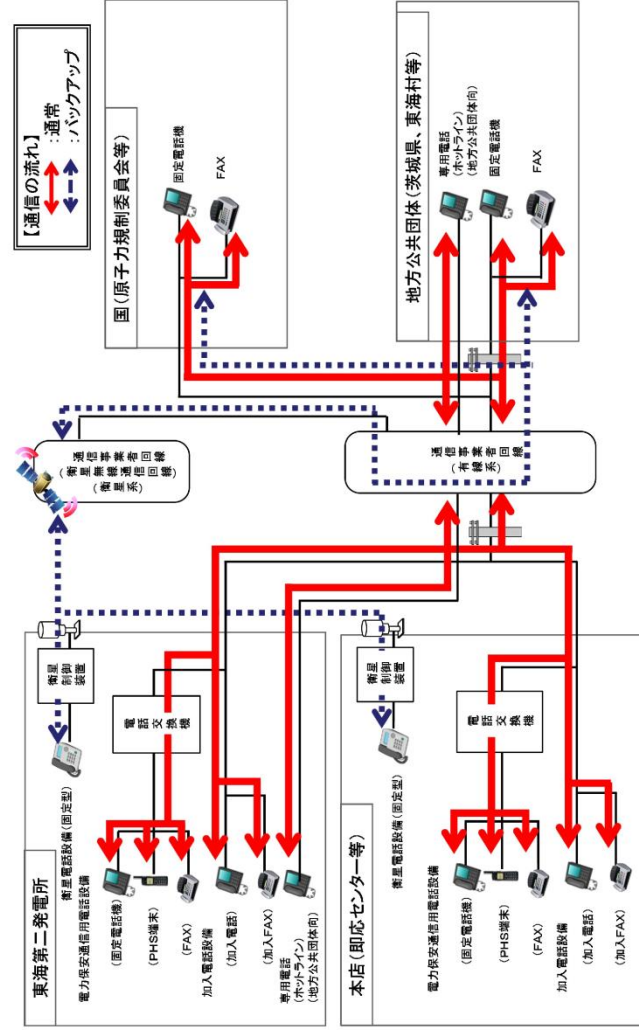 【通信の流れ】
:通常
:バックアップ
東海第二発電所
衛星電話設備(固定型)
衛星
制御
装置
電力保安通信用電話設備
(固定電話機)
(PHS端末)
(FAX)
電話交換機
加入電話設備
(加入電話)
(加入FAX)
専用電話
(ホットライン)
(地方公共団体向)
本店(即応センター等)
衛星電話設備(固定型)
衛星
制御
装置
電力保安通信用電話設備
(固定電話機)
(PHS端末)
(FAX)
電話交換機
加入電話設備
(加入電話)
(加入FAX)
通信事業者回線
(衛星無線通信回線)
(衛星系)
通信事業者回線
(有線系)
国(原子力規制委員会等)
固定電話機
FAX
地方公共団体(茨城県、東海村等)
専用電話
(ホットライン)
(地方公共団体向)
固定電話機
FAX